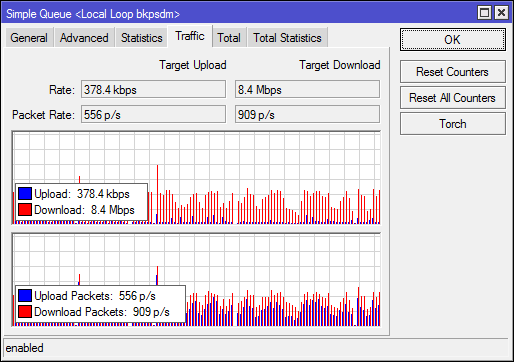 Simple Queue <Local Loop bkpsdm>
General Advanced Statistics Traffic Total Total Statistics
OK
Reset Counters
Reset All Counters
Torch
Target Upload Target Download
Rate: 378.4 kbps 8.4 Mbps
Packet Rate: 556 p/s 909 p/s
Upload: 378.4 kbps
Download: 8.4 Mbps
Upload Packets: 556 p/s
Download Packets: 909 p/s
enabled